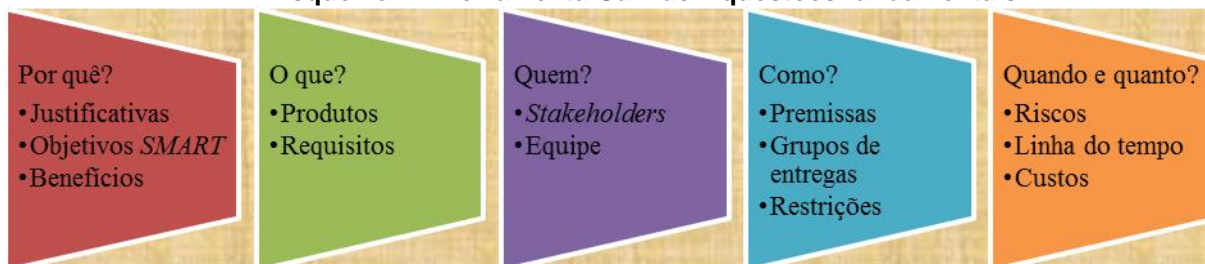 Por quê?
•Justificativas
•Objetivos SMART
•Benefícios
O que?
•Produtos
•Requisitos
Quem?
•Stakeholders
•Equipe
Como?
•Premissas
•Grupos de
entregas
•Restrições
Quando e quanto?
•Riscos
•Linha do tempo
•Custos